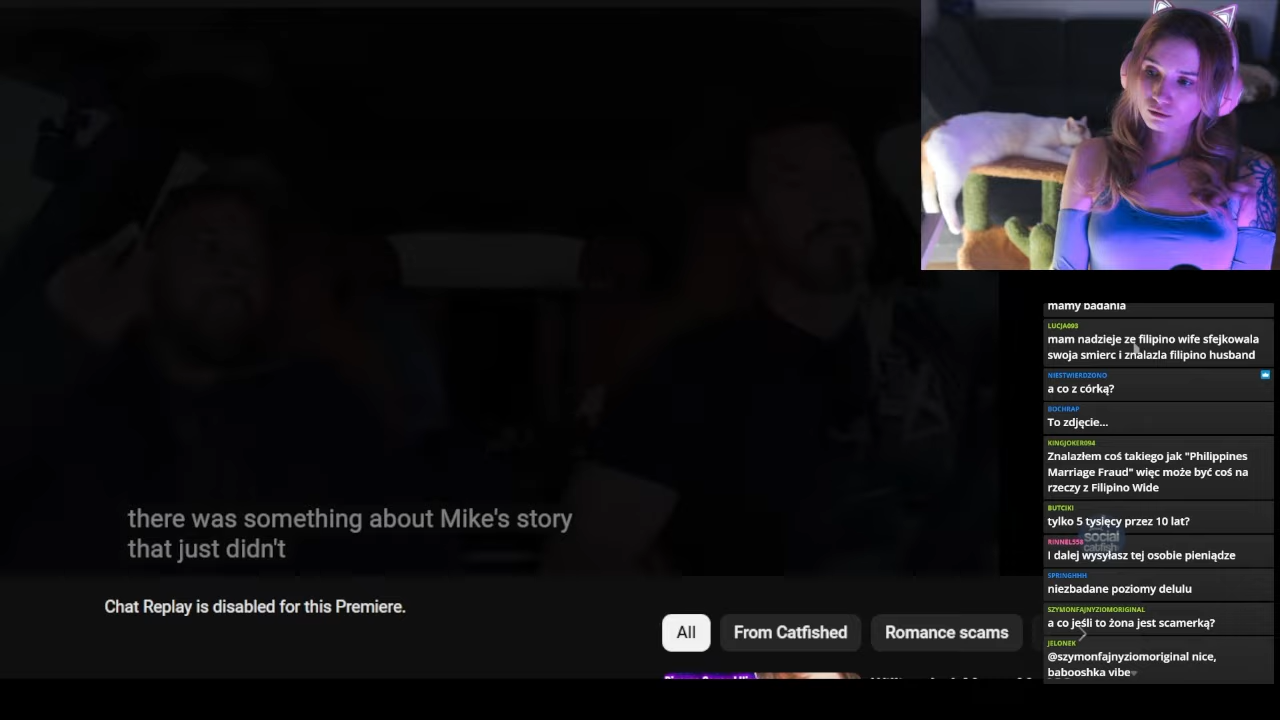 there was something about Mike's story
that just didn't
Chat Replay is disabled for this Premiere.
All
From Catfished
Romance scams
mamy badania
LUCJA093
mam nadzieje ze filipino wife sfejkowala
swoja smierc i znalazla filipino husband
NIESTWIERDZONO
a co z córką?
BOCHRAP
To zdjęcie...
KINGJOKER094
Znalazłem coś takiego jak "Philippines
Marriage Fraud" więc może być coś na
rzeczy z Filipino Wide
BUTCIKI
tylko 5 tysięcy przez 10 lat?
social
catfish
RINNEL558
I dalej wysyłasz tej osobie pieniądze
SPRINGHHH
niezbadane poziomy delulu
SZYMONFAJNYZIOMORIGINAL
a co jeśli to żona jest scamerką?
JELONEK
@szymonfajnyziomoriginal nice,
babooshka vibe